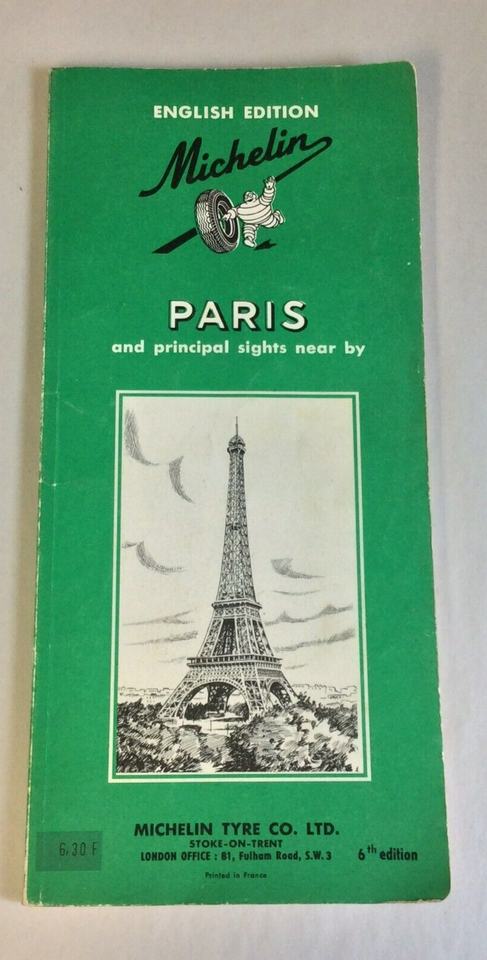 ENGLISH EDITION
Michelin
PARIS
and principal sights near by
MICHELIN TYRE CO. LTD.
STOKE-ON-TRENT
LONDON OFFICE : 81, Fulham Road, S.W. 3
6th edition
6,30 F
Printed in France